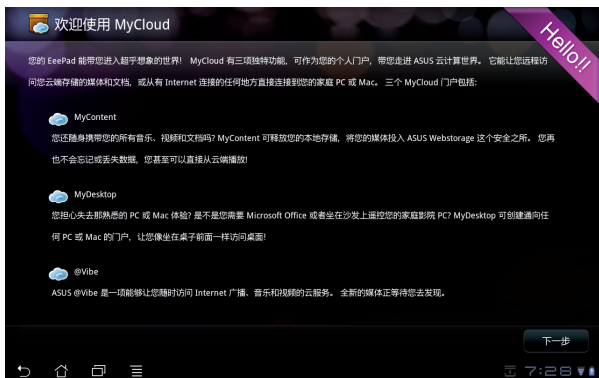 欢迎使用 MyCloud
Hello!!
您的 EeePad 能带您进入超乎想象的世界! MyCloud 有三项独特功能,可作为您的个人门户,带您走进 ASUS 云计算世界。 它能让您远程访
问您云端存储的媒体和文档,或从有 Internet 连接的任何地方直接连接到您的家庭 PC 或 Mac。 三个 MyCloud 门户包括:
MyContent
您还随身携带您的所有音乐、视频和文档吗? MyContent 可释放您的本地存储,将您的媒体投入 ASUS Webstorage 这个安全之所。 您再
也不会忘记或丢失数据,您甚至可以直接从云端播放!
MyDesktop
您担心失去那熟悉的 PC 或 Mac 体验? 是不是您需要 Microsoft Office 或者坐在沙发上遥控您的家庭影院 PC? MyDesktop 可创建通向任
何 PC 或 Mac 的门户,让您像坐在桌子前面一样访问桌面!
@Vibe
ASUS @Vibe 是一项能够让您随时访问 Internet 广播、音乐和视频的云服务。 全新的媒体正等待您去发现。
下一步
7:28